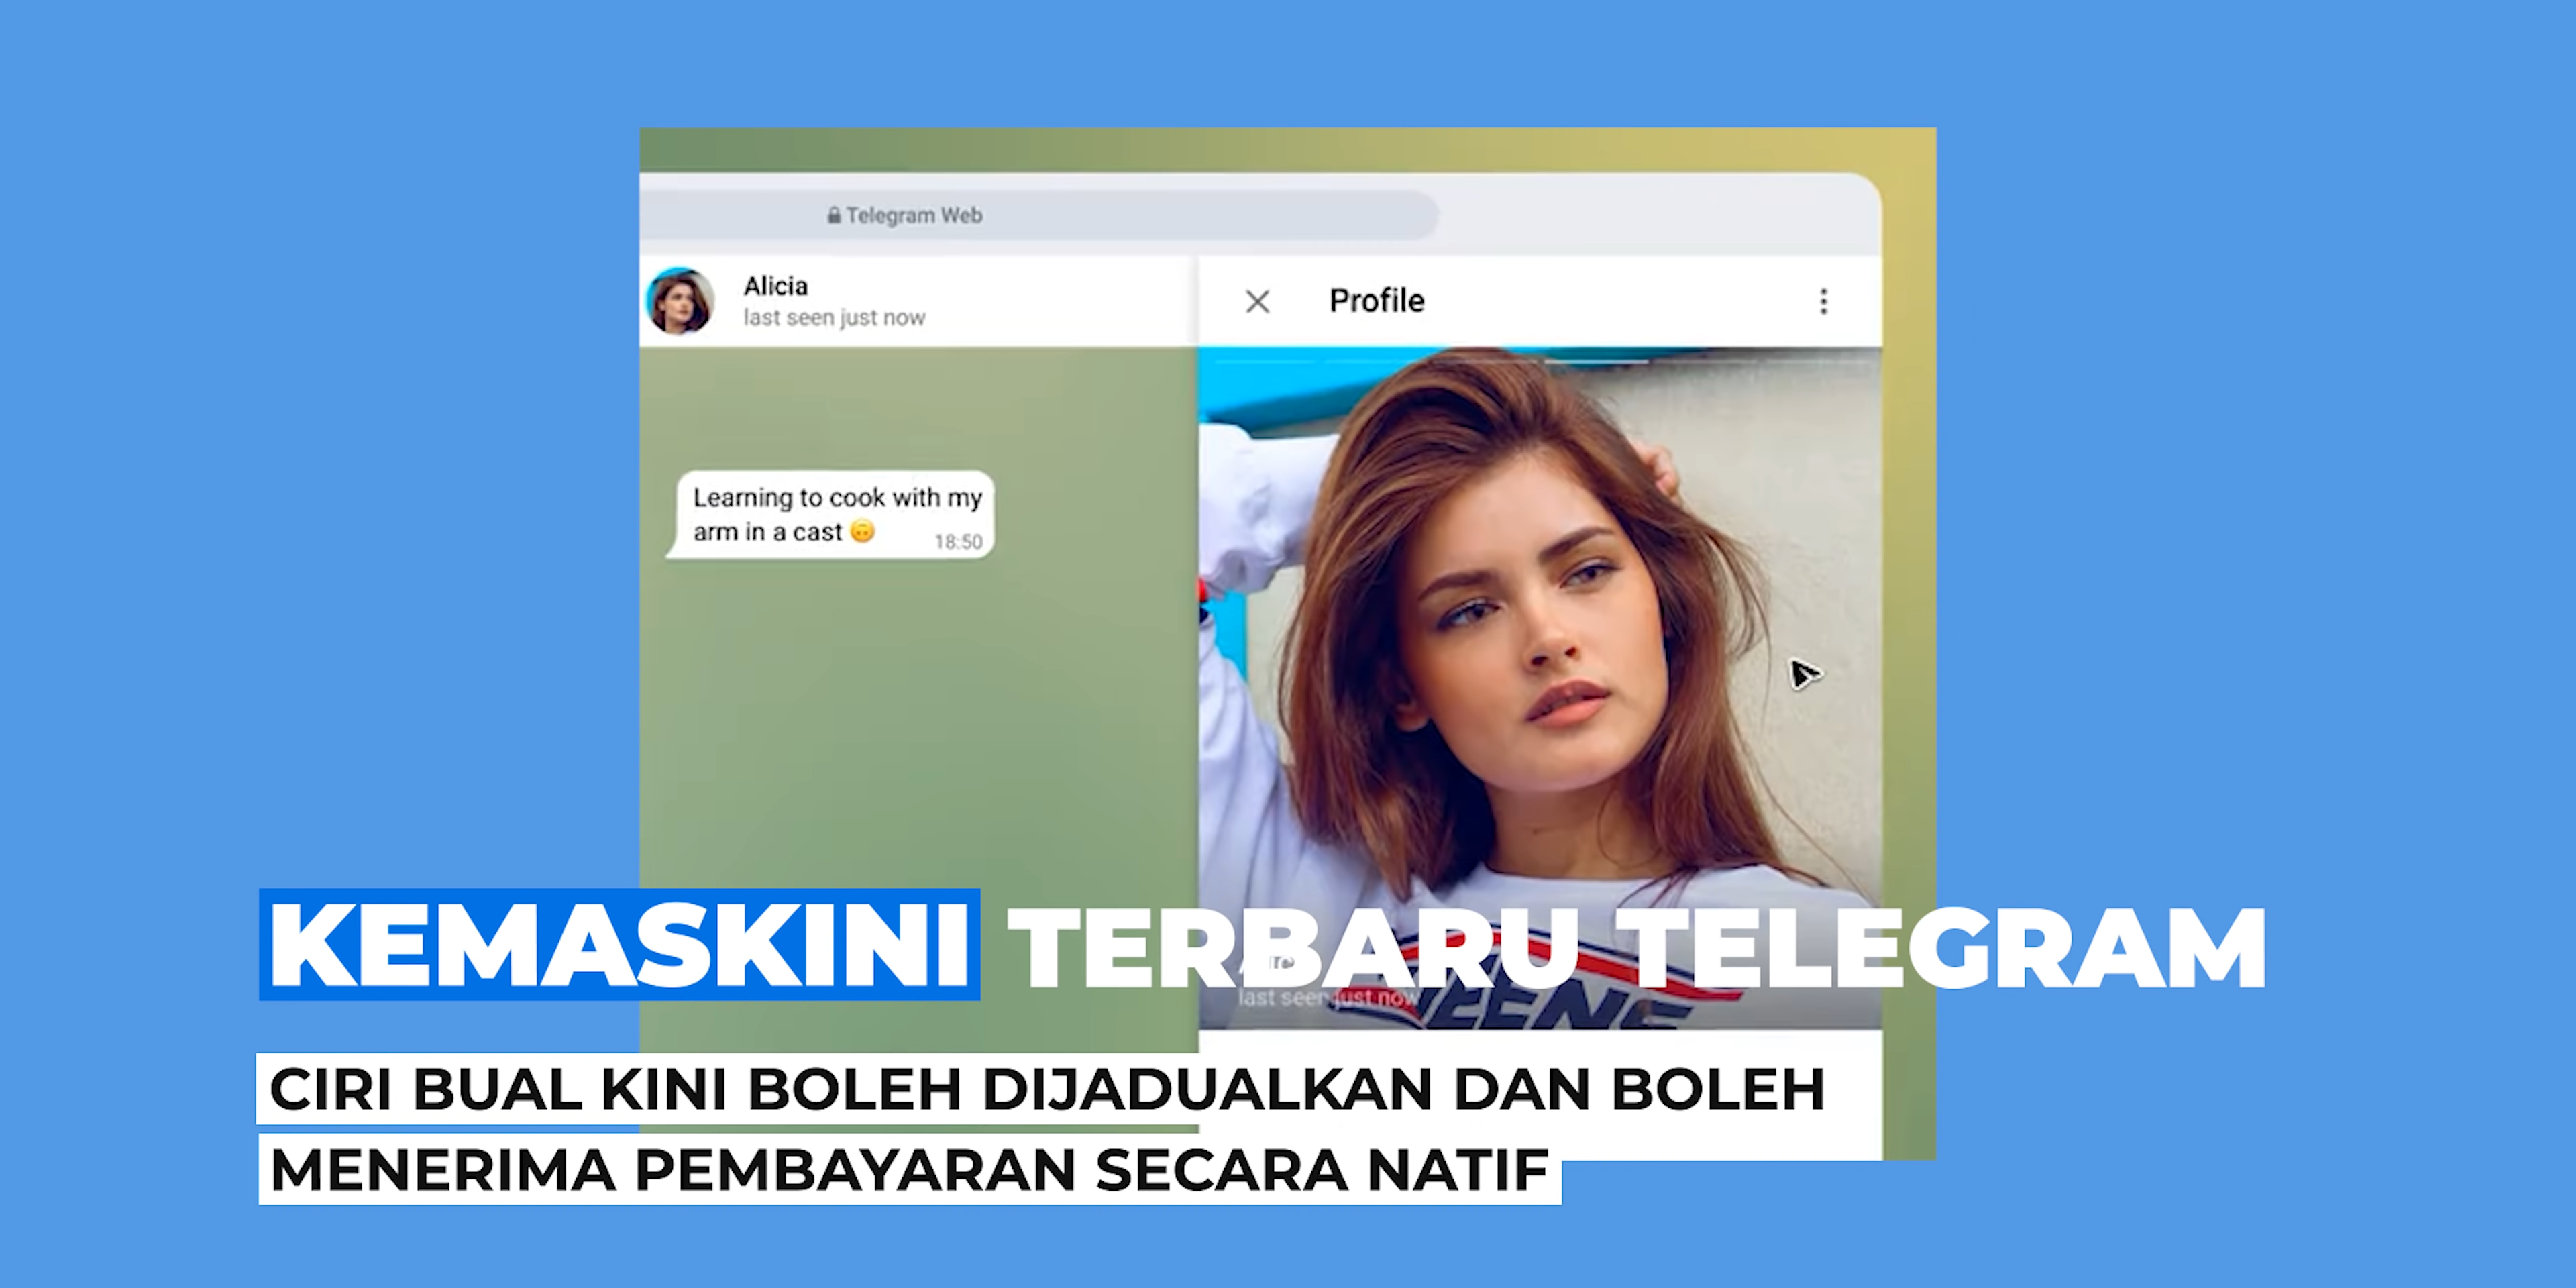 Telegram Web
Alicia
last seen just now
Profile
Learning to cook with my
arm in a cast 🙃
18:50
KEMASKINI TERBARU TELEGRAM
last seen just now
CIRI BUAL KINI BOLEH DIJADUALKAN DAN BOLEH
MENERIMA PEMBAYARAN SECARA NATIF